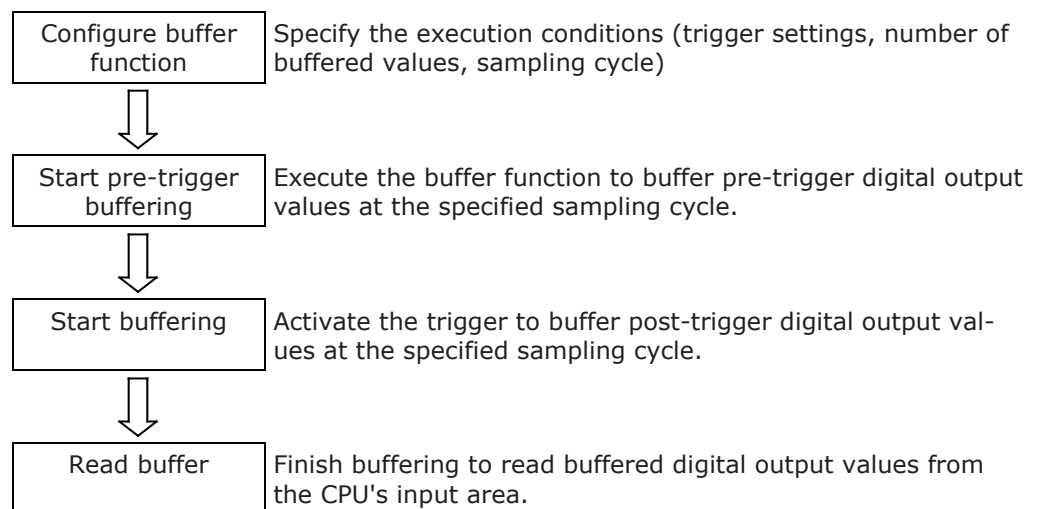 Configure buffer
function
Specify the execution conditions (trigger settings, number of
buffered values, sampling cycle)
Start pre-trigger
buffering
Execute the buffer function to buffer pre-trigger digital output
values at the specified sampling cycle.
Start buffering
Activate the trigger to buffer post-trigger digital output val-
ues at the specified sampling cycle.
Read buffer
Finish buffering to read buffered digital output values from
the CPU's input area.